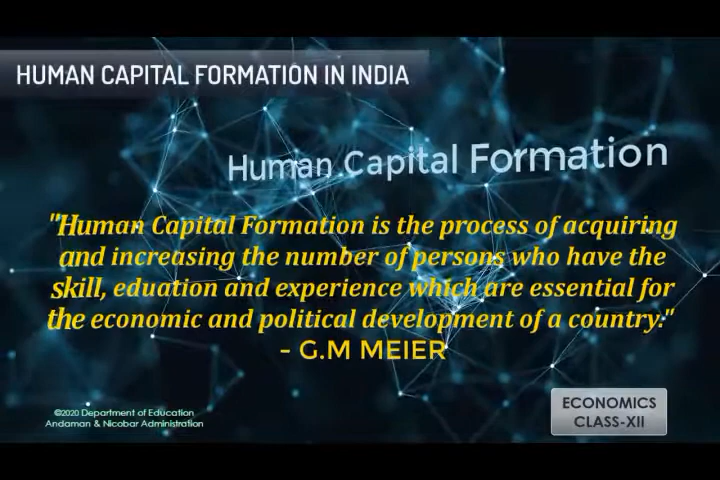 HUMAN CAPITAL FORMATION IN INDIA
Human Capital Formation
"Human Capital Formation is the process of acquiring
and increasing the number of persons who have the
skill, eduation and experience which are essential for
the economic and political development of a country."
- G.M MEIER
©2020 Department of Education
Andaman & Nicobar Administration
ECONOMICS
CLASS-XII